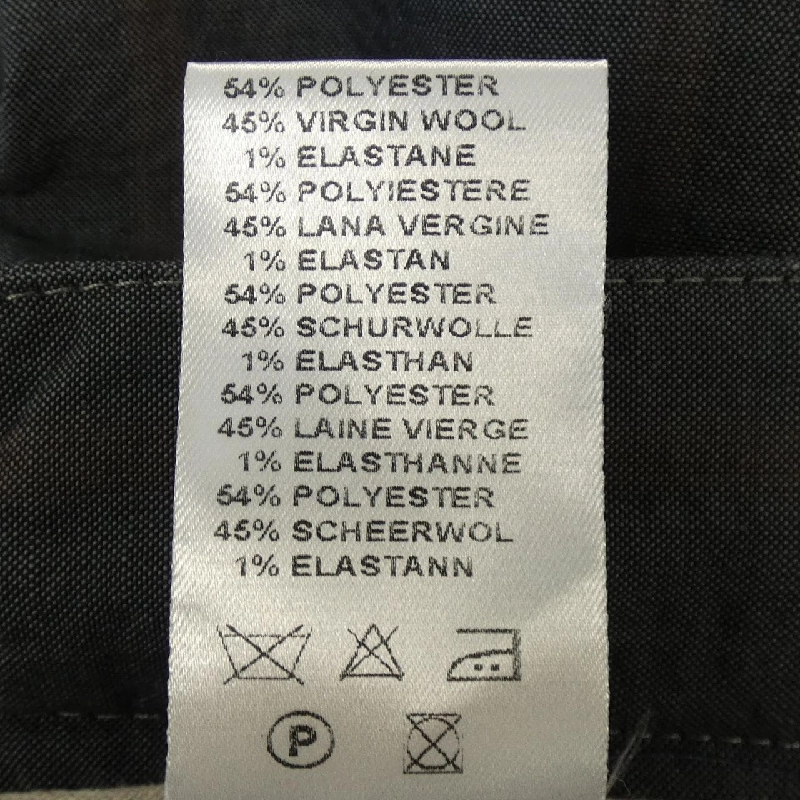 54% POLYESTER
45% VIRGIN WOOL
1% ELASTANE
54% POLYIESTERE
45% LANA VERGINE
1% ELASTAN
54% POLYESTER
45% SCHURWOLLE
1% ELASTHAN
54% POLYESTER
45% LAINE VIERGE
1% ELASTHANNE
54% POLYESTER
45% SCHEERWOL
1% ELASTANN
P